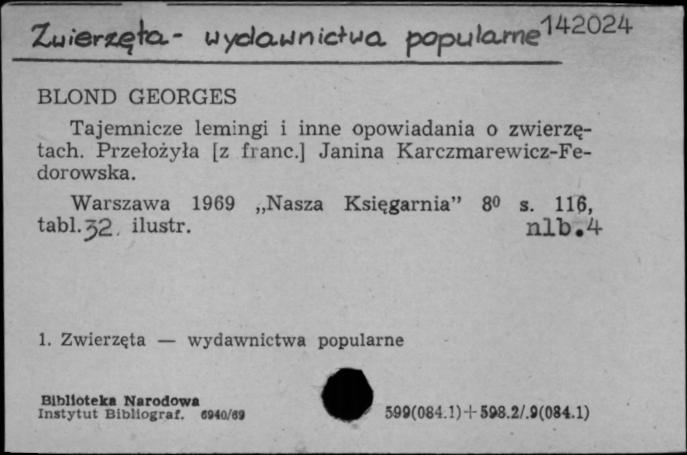 Zwierzęta - wydawnictwa popularne 142024
BLOND GEORGES
Tajemnicze lemingi i inne opowiadania o zwierzę-
tach. Przełożyła [z franc.] Janina Karczmarewicz-Fe-
dorowska.
Warszawa 1969 „Nasza Księgarnia” 8⁰ s. 116,
tabl. 32, ilustr. nlb. 4
1. Zwierzęta — wydawnictwa popularne
Biblioteka Narodowa
Instytut Bibliograf. 6940/69 599(084.1)+598.2/.9(084.1)